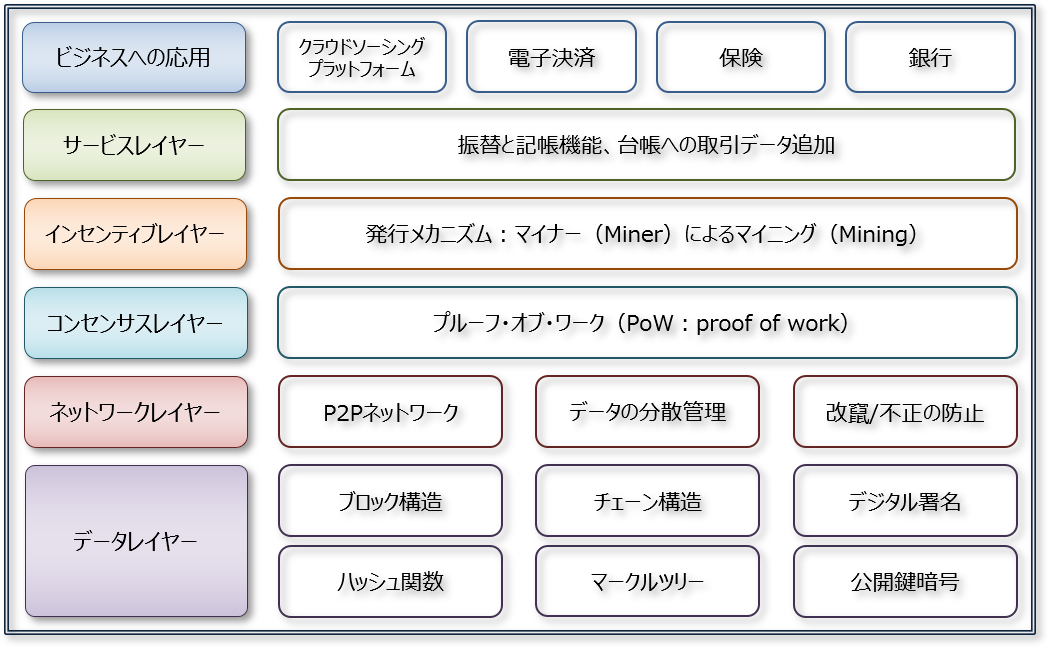 ビジネスへの応用
クラウドソーシング
プラットフォーム
電子決済
保険
銀行
サービスレイヤー
振替と記帳機能、台帳への取引データ追加
インセンティブレイヤー
発行メカニズム：マイナー（Miner）によるマイニング（Mining）
コンセンサスレイヤー
プルーフ・オブ・ワーク（PoW：proof of work）
ネットワークレイヤー
P2Pネットワーク
データの分散管理
改竄/不正の防止
データレイヤー
ブロック構造
チェーン構造
デジタル署名
ハッシュ関数
マークルツリー
公開鍵暗号